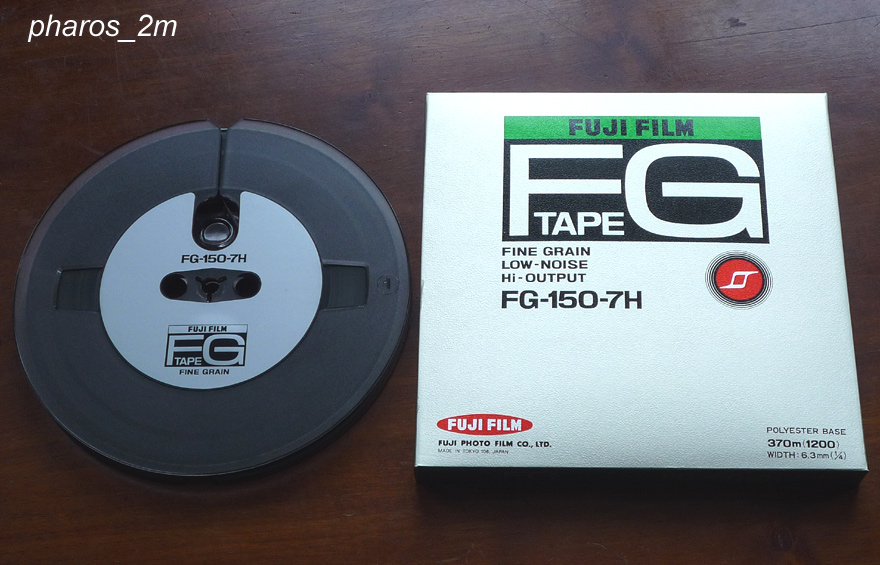 pharos_2m
FG-150-7H
FUJI FILM
FG
TAPE
FINE GRAIN
FUJI FILM
FG
TAPE
FINE GRAIN
LOW-NOISE
Hi-OUTPUT
FG-150-7H
FUJI FILM
FUJI PHOTO FILM CO., LTD.
MADE IN TOKYO 106, JAPAN
POLYESTER BASE
370m (1200)
WIDTH : 6.3mm (¼)